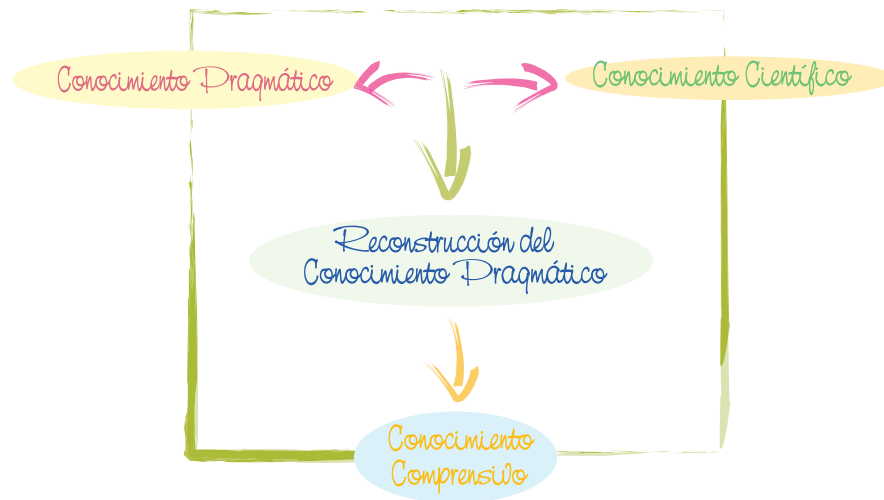 Conocimiento Pragmático
Conocimiento Científico
Reconstrucción del
Conocimiento Pragmático
Conocimiento
Comprensivo